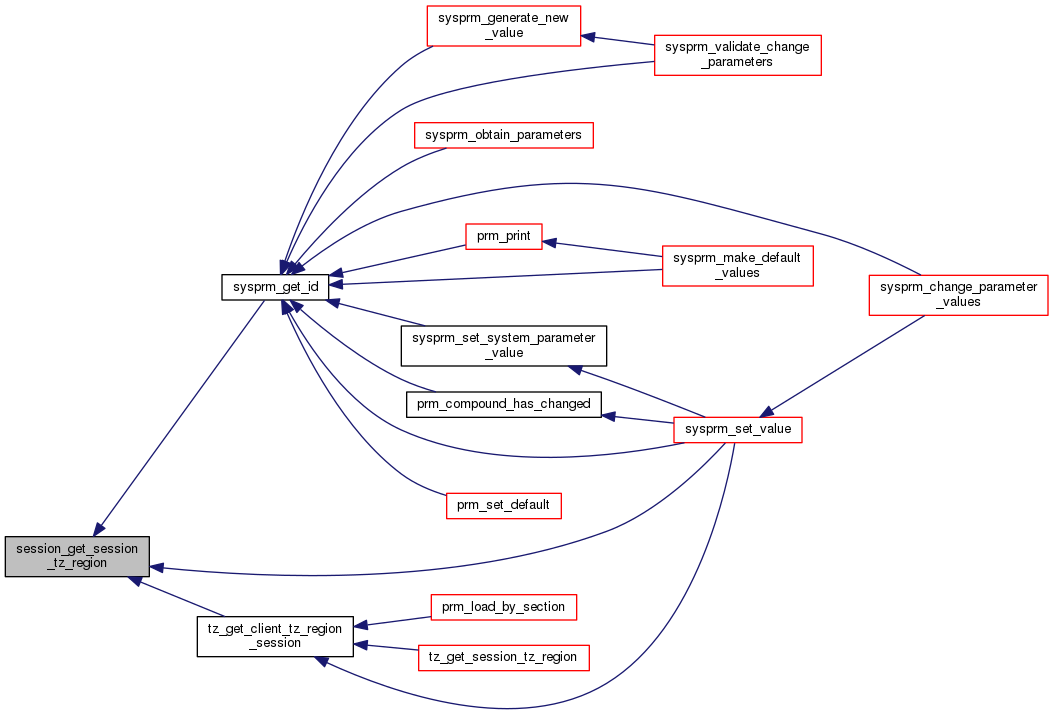 sysprm_generate_new
_value
sysprm_validate_change
_parameters
sysprm_obtain_parameters
prm_print
sysprm_make_default
_values
sysprm_get_id
sysprm_change_parameter
_values
sysprm_set_system_parameter
_value
prm_compound_has_changed
sysprm_set_value
prm_set_default
session_get_session
_tz_region
prm_load_by_section
tz_get_client_tz_region
_session
tz_get_session_tz_region